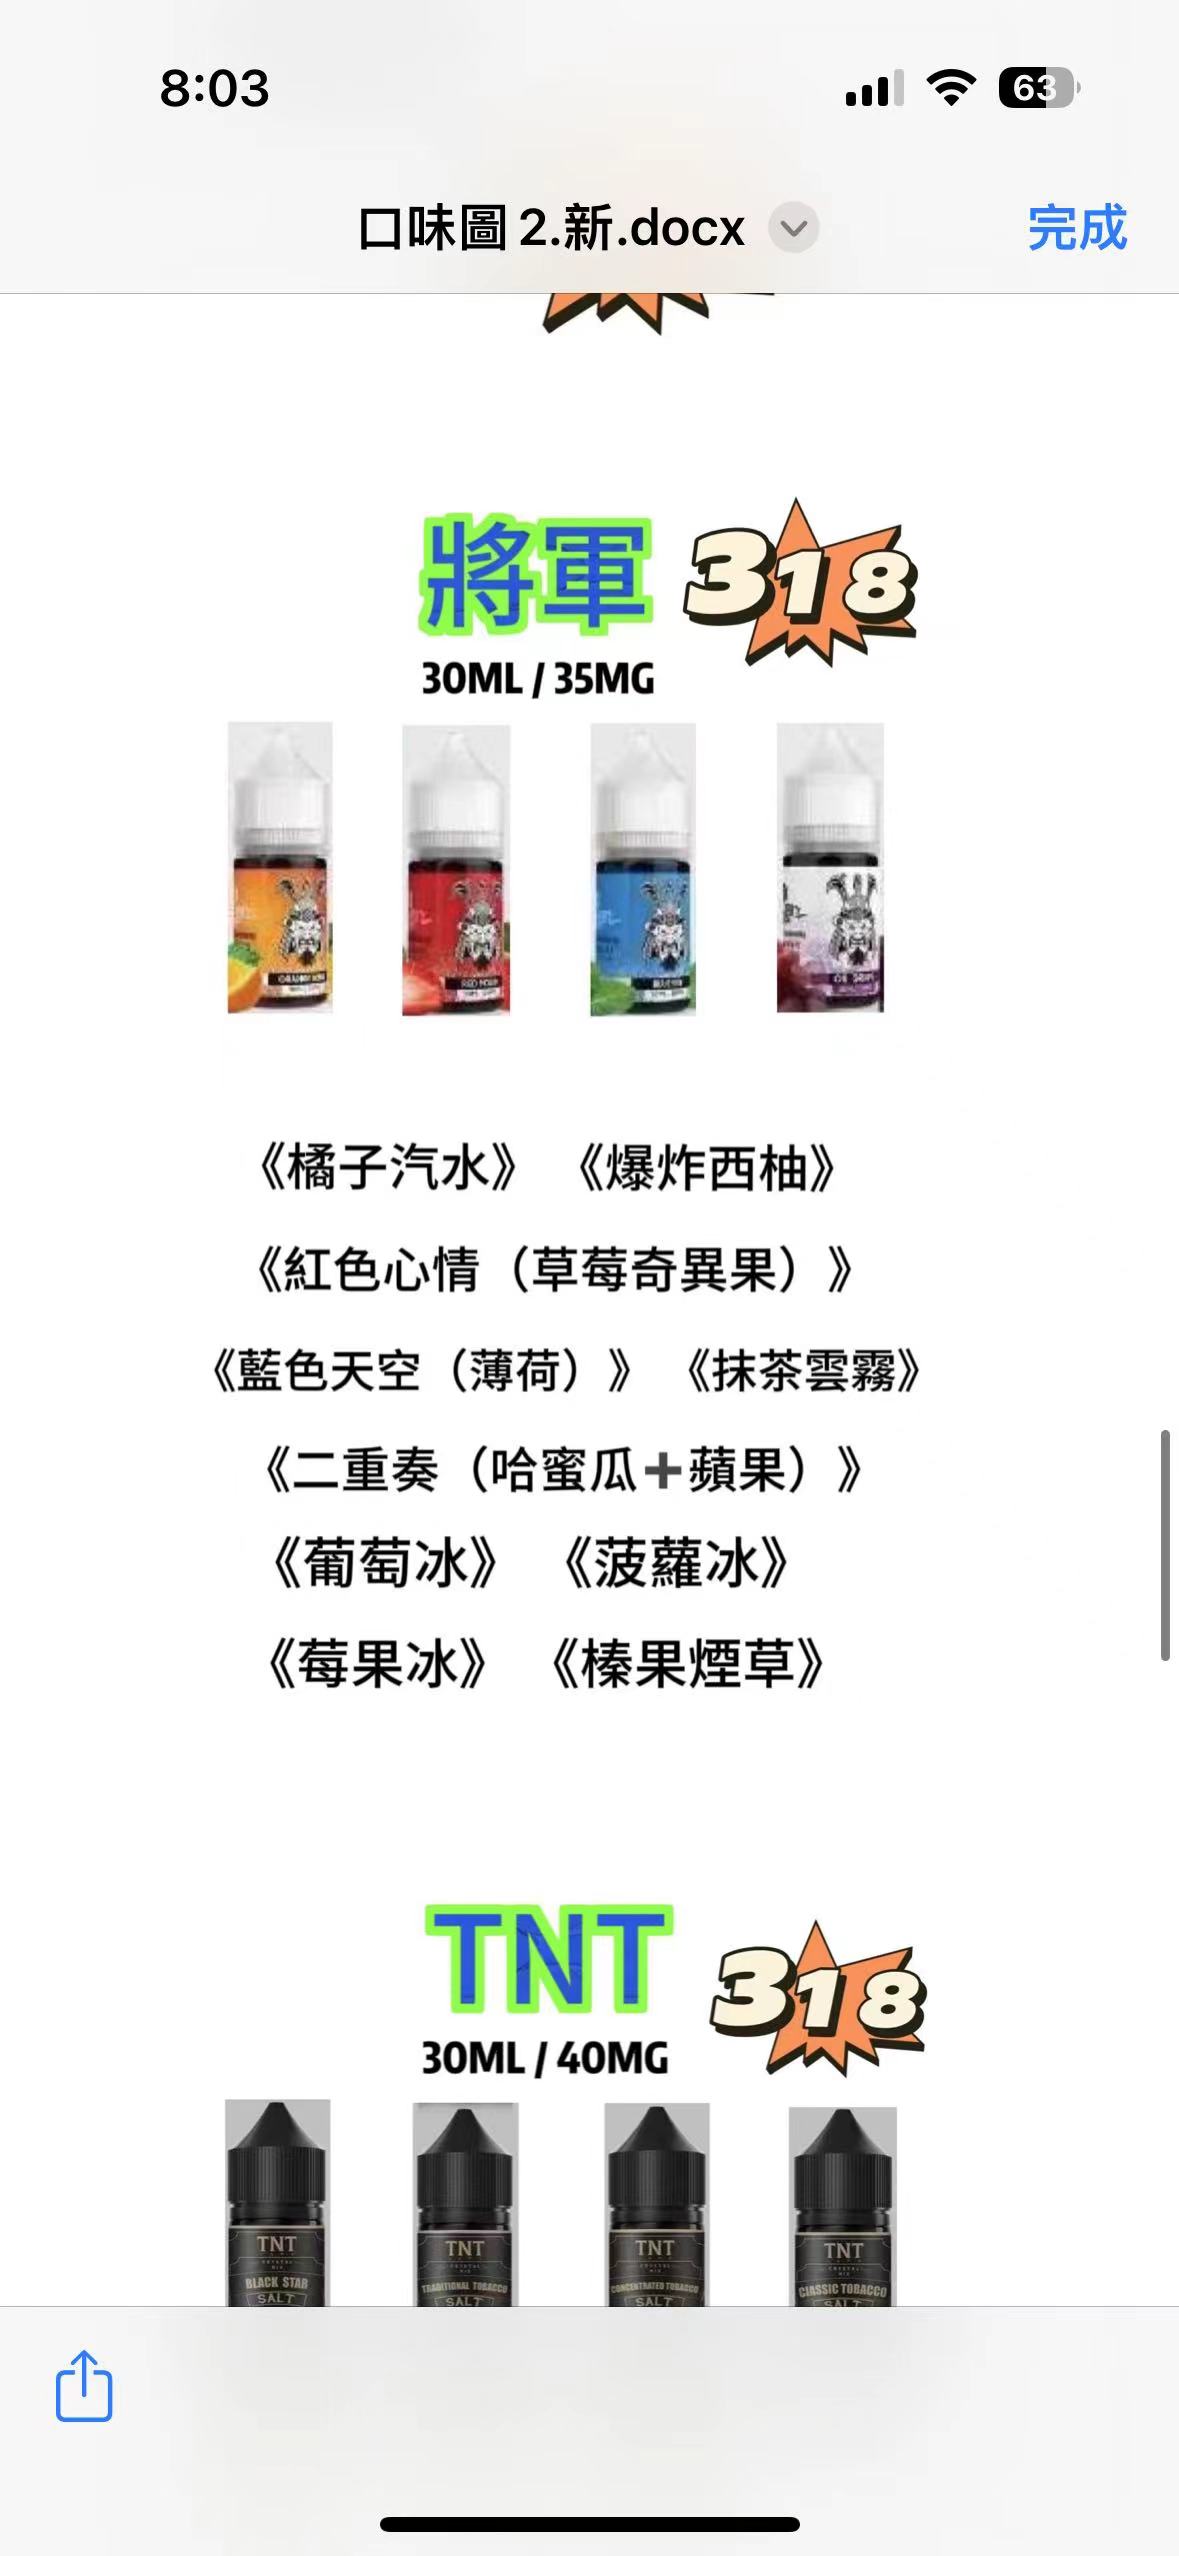 8:03
63
口味圖2.新.docx
完成
將軍 318
30ML / 35MG
《橘子汽水》 《爆炸西柚》
《紅色心情（草莓奇異果）》
《藍色天空（薄荷）》 《抹茶雲霧》
《二重奏（哈蜜瓜➕蘋果）》
《葡萄冰》 《菠蘿冰》
《莓果冰》 《榛果煙草》
TNT 318
30ML / 40MG
TNT TNT TNT TNT
BLACK STAR TRADITIONAL TOBACCO CONCENTRATED TOBACCO CLASSIC TOBACCO
SALT SALT SALT SALT